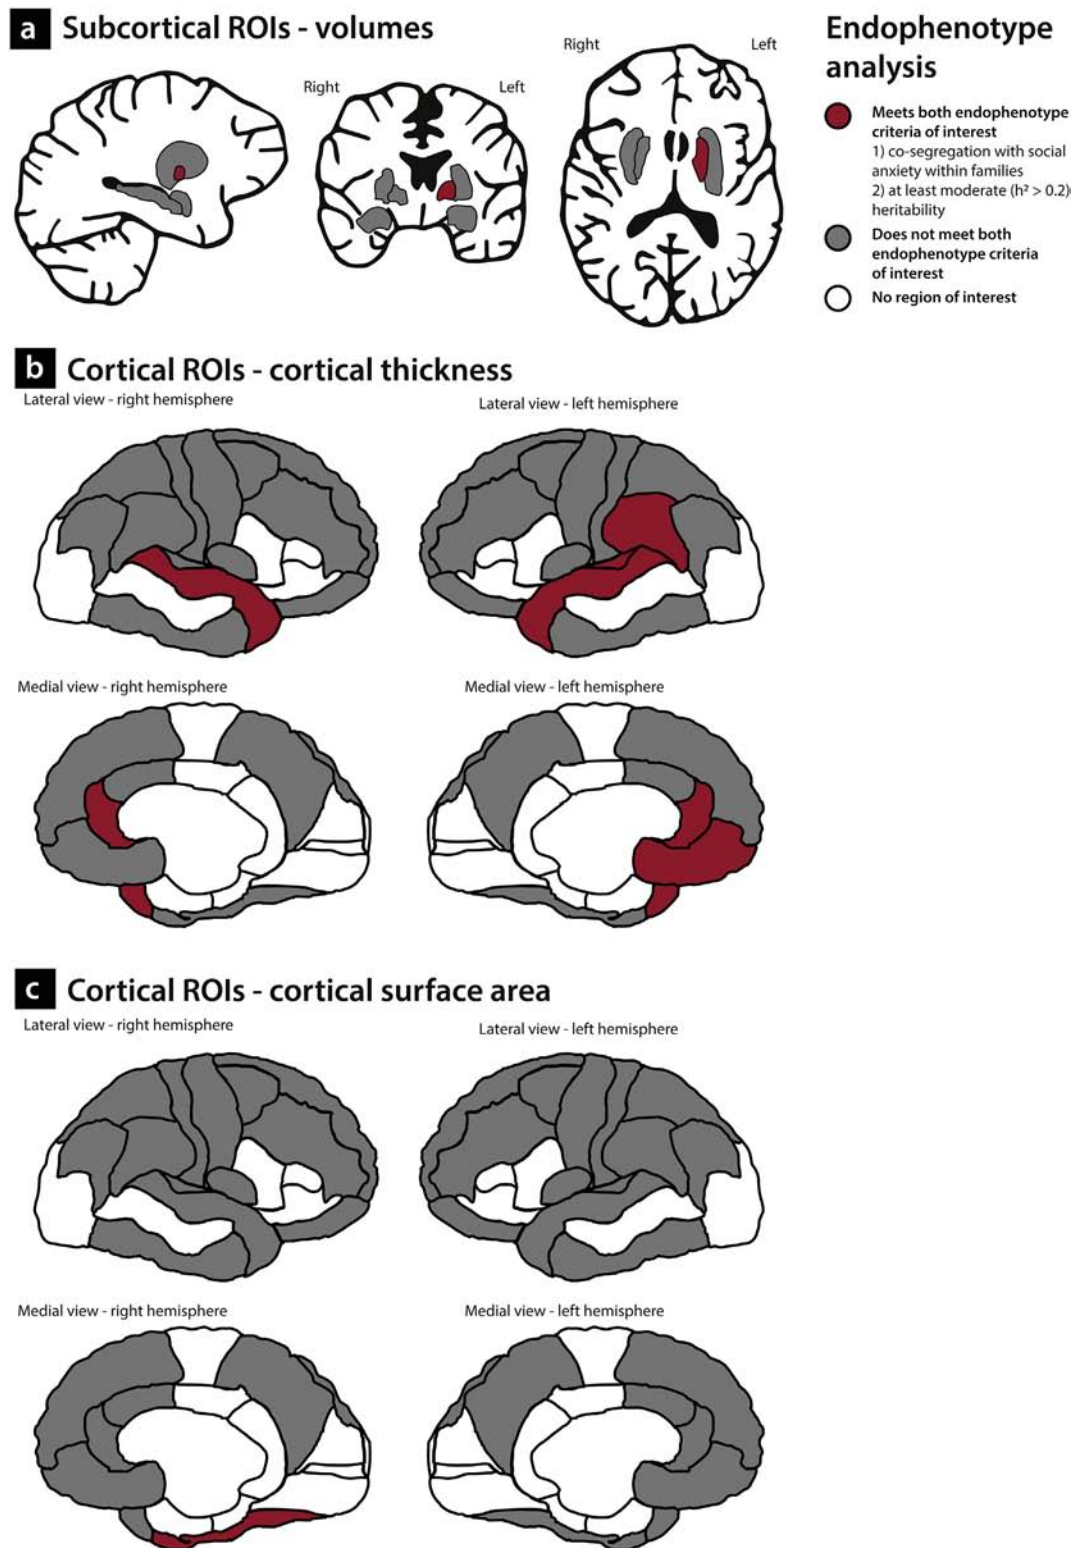 a Subcortical ROIs - volumes
Right
Left
Right
Left
Endophenotype
analysis
Meets both endophenotype
criteria of interest
1) co-segregation with social
anxiety within families
2) at least moderate (h² > 0.2)
heritability
Does not meet both
endophenotype criteria
of interest
No region of interest
b Cortical ROIs - cortical thickness
Lateral view - right hemisphere
Lateral view - left hemisphere
Medial view - right hemisphere
Medial view - left hemisphere
c Cortical ROIs - cortical surface area
Lateral view - right hemisphere
Lateral view - left hemisphere
Medial view - right hemisphere
Medial view - left hemisphere